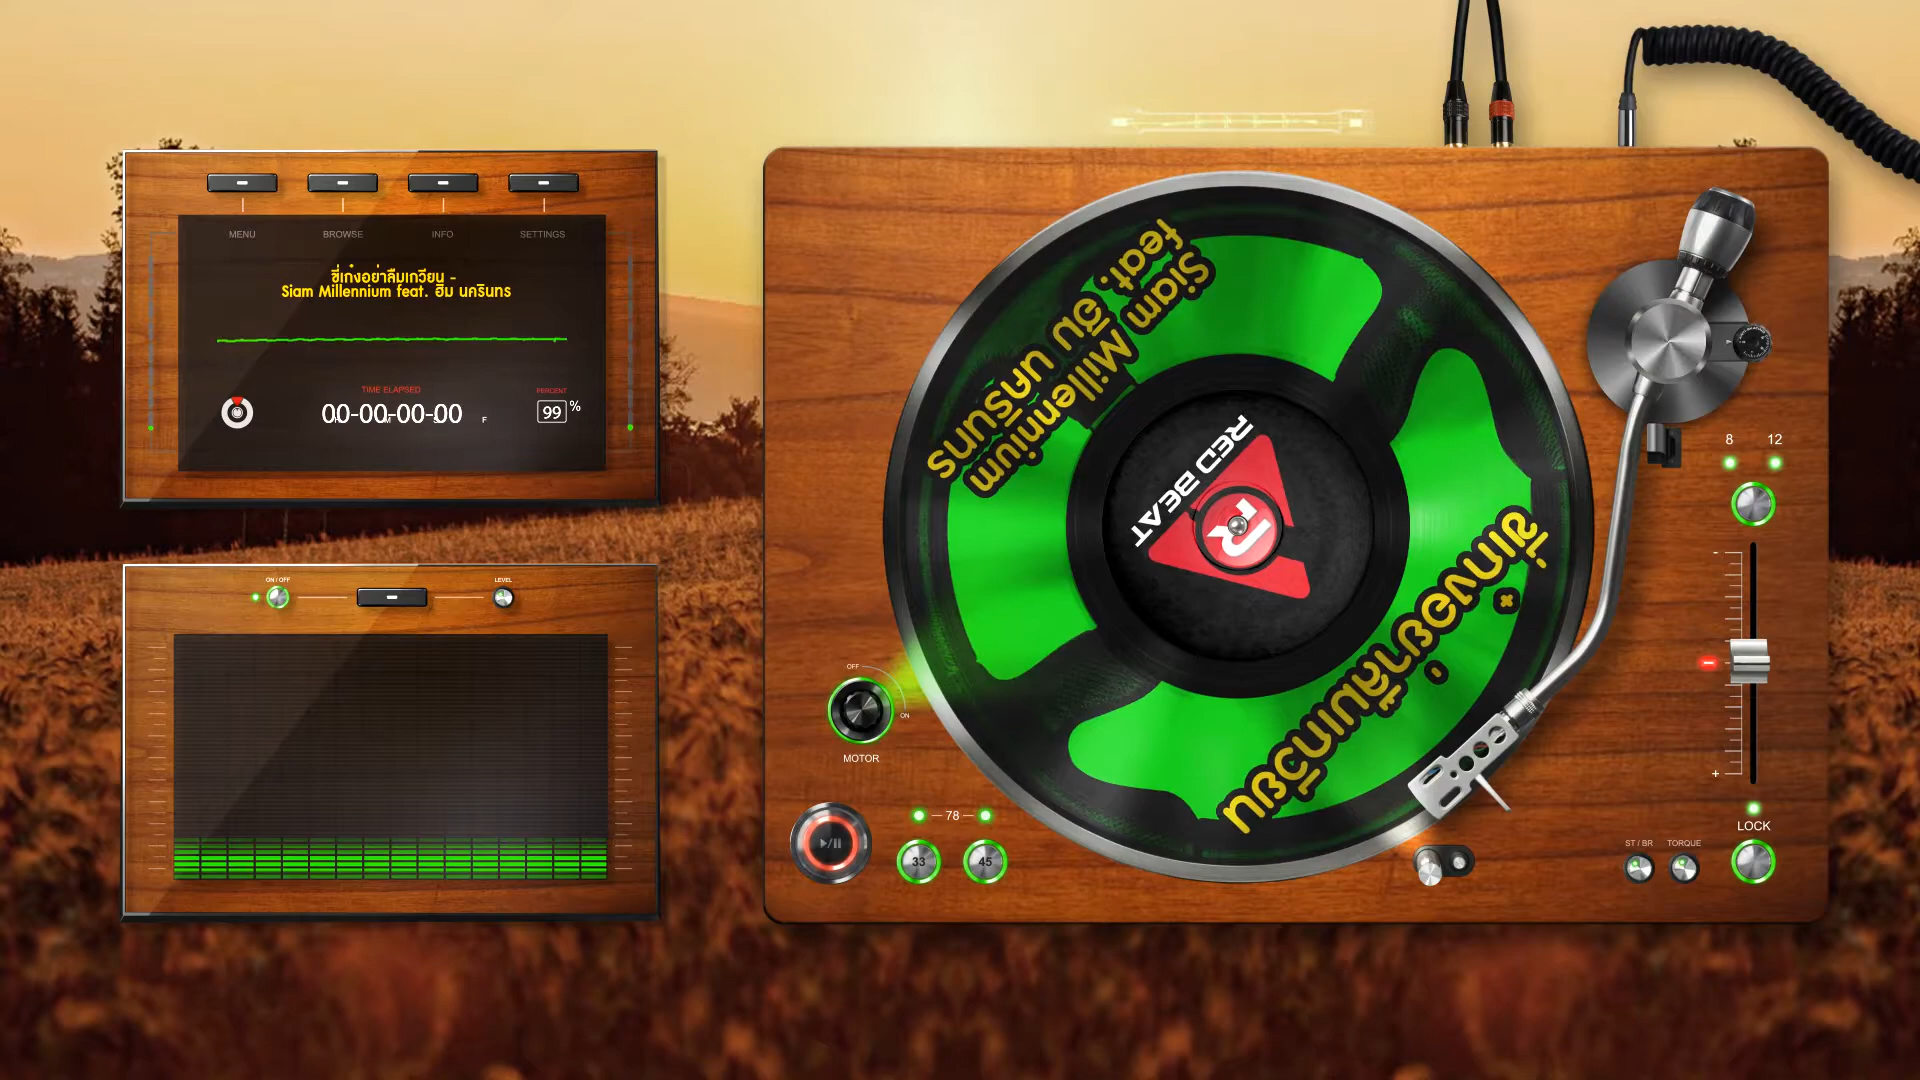 MENU BROWSE INFO SETTINGS
ขี้เก๋งอย่าลืมเกวียน -
Siam Millennium feat. ฮิม นครินทร
TIME ELAPSED
PERCENT
00-00-00-00 F
99 %
ON / OFF
LEVEL
Siam Millennium
feat. ฮิม นครินทร
RED BEAT
R
ขี่เก๋งอย่าลืมเกวียน
OFF
ON
MOTOR
78
33
45
8 12
-
+
LOCK
ST / BR TORQUE